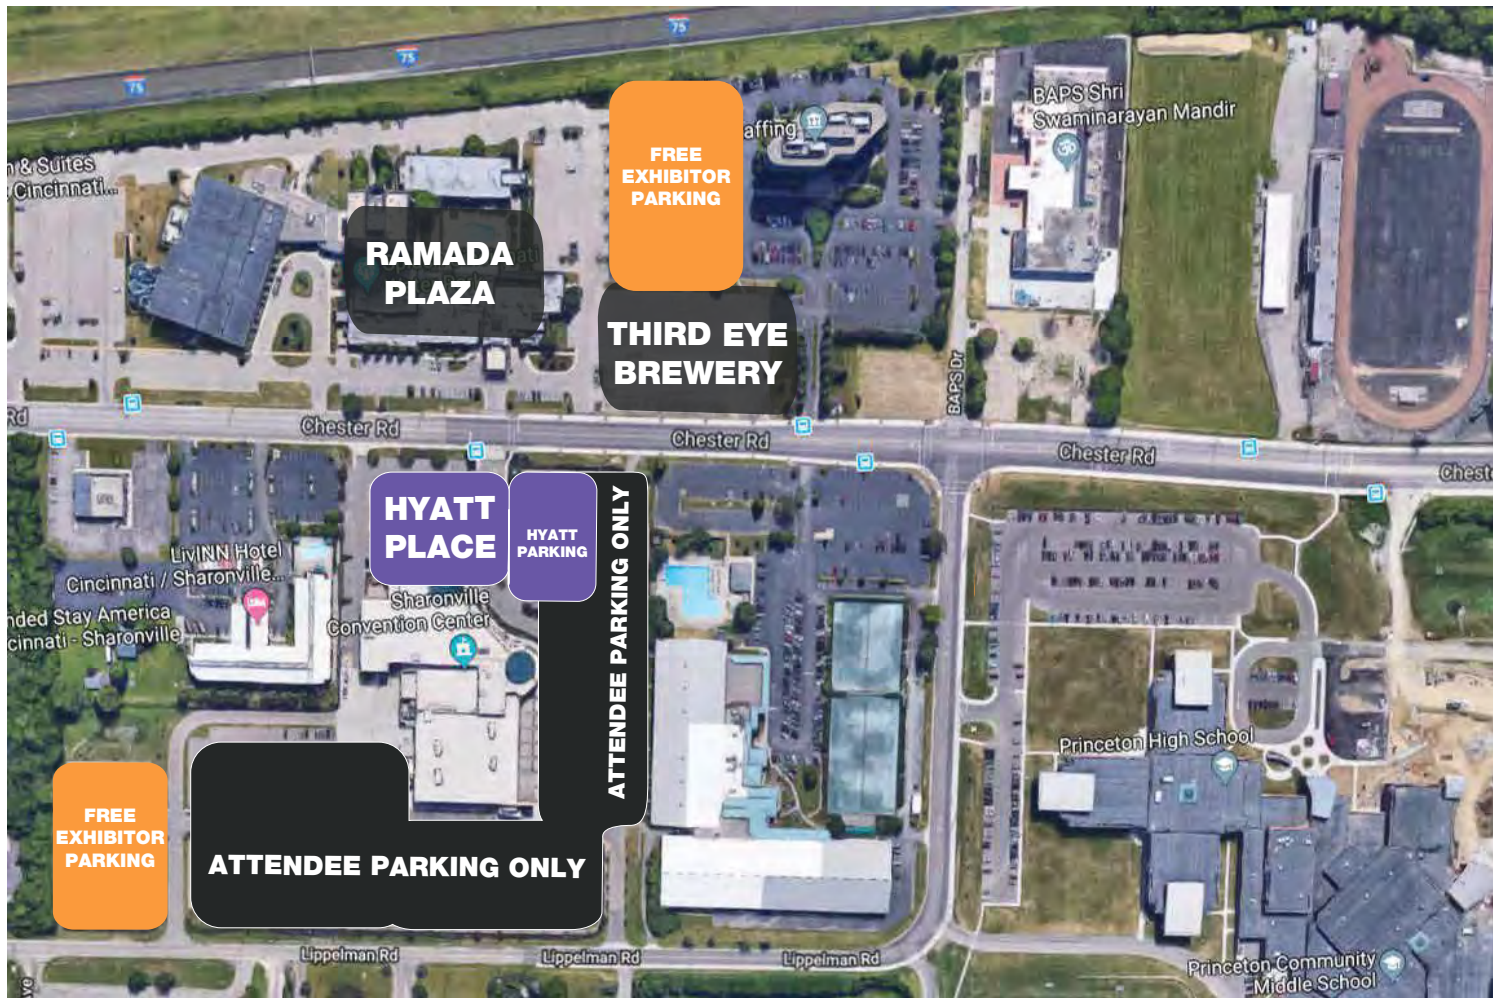 75
75
75
BAPS Shri
Swaminarayan Mandir
affing
n & Suites
Cincinnati...
FREE
EXHIBITOR
PARKING
RAMADA
PLAZA
THIRD EYE
BREWERY
BAPS Dr
Rd
Chester Rd
Chester Rd
Chester Rd
Chest
HYATT
PLACE
HYATT
PARKING
ATTENDEE PARKING ONLY
LivINN Hotel
Cincinnati / Sharonville...
nded Stay America
cinnati - Sharonville
Sharonville
Convention Center
Princeton High School
FREE
EXHIBITOR
PARKING
ATTENDEE PARKING ONLY
Lippelman Rd
Lippelman Rd
Lippelman Rd
Princeton Community
Middle School
ve